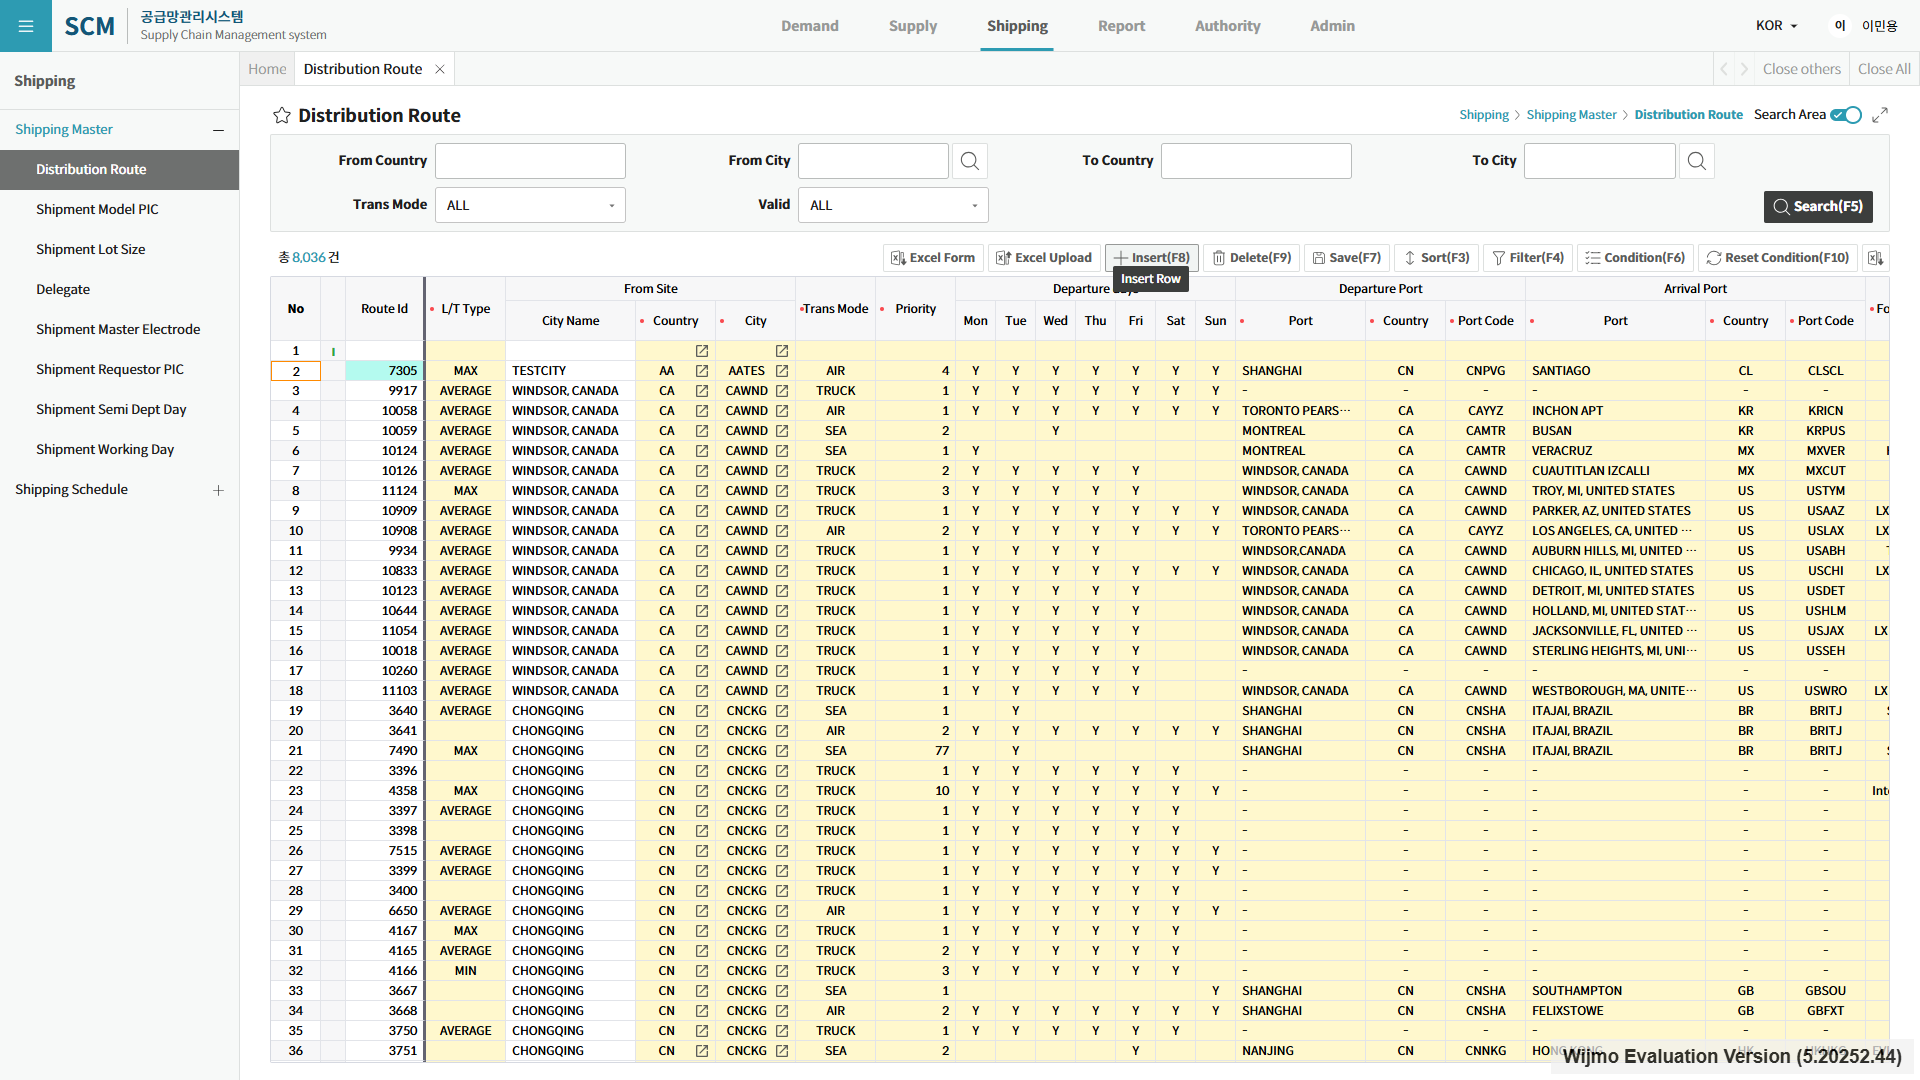 SCM
공급망관리시스템
Supply Chain Management system
Demand Supply Shipping Report Authority Admin
KOR 이 이민용
Shipping
Home Distribution Route Close others Close All
Shipping Master
Distribution Route
Shipment Model PIC
Shipment Lot Size
Delegate
Shipment Master Electrode
Shipment Requestor PIC
Shipment Semi Dept Day
Shipment Working Day
Shipping Schedule
Distribution Route
Shipping > Shipping Master > Distribution Route Search Area
From Country From City To Country To City
Trans Mode ALL Valid ALL Search(F5)
총 8,036 건
Excel Form Excel Upload Insert(F8) Delete(F9) Save(F7) Sort(F3) Filter(F4) Condition(F6) Reset Condition(F10)
Insert Row
No Route Id L/T Type From Site Trans Mode Priority Departure Departure Port Arrival Port
City Name Country City Mon Tue Wed Thu Fri Sat Sun Port Country Port Code Port Country Port Code Fo
1 I
2 7305 MAX TESTCITY AA AATES AIR 4 Y Y Y Y Y Y Y SHANGHAI CN CNPVG SANTIAGO CL CLSCL
3 9917 AVERAGE WINDSOR, CANADA CA CAWND TRUCK 1 Y Y Y Y Y Y Y - - - - - -
4 10058 AVERAGE WINDSOR, CANADA CA CAWND AIR 1 Y Y Y Y Y Y Y TORONTO PEARS··· CA CAYYZ INCHON APT KR KRICN
5 10059 AVERAGE WINDSOR, CANADA CA CAWND SEA 2 Y MONTREAL CA CAMTR BUSAN KR KRPUS
6 10124 AVERAGE WINDSOR, CANADA CA CAWND SEA 1 Y MONTREAL CA CAMTR VERACRUZ MX MXVER
7 10126 AVERAGE WINDSOR, CANADA CA CAWND TRUCK 2 Y Y Y Y Y WINDSOR, CANADA CA CAWND CUAUTITLAN IZCALLI MX MXCUT
8 11124 MAX WINDSOR, CANADA CA CAWND TRUCK 3 Y Y Y Y Y WINDSOR, CANADA CA CAWND TROY, MI, UNITED STATES US USTYM
9 10909 AVERAGE WINDSOR, CANADA CA CAWND TRUCK 1 Y Y Y Y Y Y Y WINDSOR, CANADA CA CAWND PARKER, AZ, UNITED STATES US USAAZ LX
10 10908 AVERAGE WINDSOR, CANADA CA CAWND AIR 2 Y Y Y Y Y Y Y TORONTO PEARS··· CA CAYYZ LOS ANGELES, CA, UNITED ··· US USLAX LX
11 9934 AVERAGE WINDSOR, CANADA CA CAWND TRUCK 1 Y Y Y Y WINDSOR,CANADA CA CAWND AUBURN HILLS, MI, UNITED ··· US USABH
12 10833 AVERAGE WINDSOR, CANADA CA CAWND TRUCK 1 Y Y Y Y Y Y Y WINDSOR, CANADA CA CAWND CHICAGO, IL, UNITED STATES US USCHI LX
13 10123 AVERAGE WINDSOR, CANADA CA CAWND TRUCK 1 Y Y Y Y Y WINDSOR, CANADA CA CAWND DETROIT, MI, UNITED STATES US USDET
14 10644 AVERAGE WINDSOR, CANADA CA CAWND TRUCK 1 Y Y Y Y Y WINDSOR, CANADA CA CAWND HOLLAND, MI, UNITED STAT··· US USHLM
15 11054 AVERAGE WINDSOR, CANADA CA CAWND TRUCK 1 Y Y Y Y Y WINDSOR, CANADA CA CAWND JACKSONVILLE, FL, UNITED ··· US USJAX LX
16 10018 AVERAGE WINDSOR, CANADA CA CAWND TRUCK 1 Y Y Y Y Y WINDSOR, CANADA CA CAWND STERLING HEIGHTS, MI, UNI··· US USSEH
17 10260 AVERAGE WINDSOR, CANADA CA CAWND TRUCK 1 Y Y Y Y Y - - - - - -
18 11103 AVERAGE WINDSOR, CANADA CA CAWND TRUCK 1 Y Y Y Y Y WINDSOR, CANADA CA CAWND WESTBOROUGH, MA, UNITE··· US USWRO LX
19 3640 AVERAGE CHONGQING CN CNCKG SEA 1 Y SHANGHAI CN CNSHA ITAJAI, BRAZIL BR BRITJ
20 3641 CHONGQING CN CNCKG AIR 2 Y Y Y Y Y Y Y SHANGHAI CN CNSHA ITAJAI, BRAZIL BR BRITJ
21 7490 MAX CHONGQING CN CNCKG SEA 77 Y SHANGHAI CN CNSHA ITAJAI, BRAZIL BR BRITJ
22 3396 CHONGQING CN CNCKG TRUCK 1 Y Y Y Y Y Y - - - - - -
23 4358 MAX CHONGQING CN CNCKG TRUCK 10 Y Y Y Y Y Y Y - - - - - - Inte
24 3397 AVERAGE CHONGQING CN CNCKG TRUCK 1 Y Y Y Y Y Y - - - - - -
25 3398 CHONGQING CN CNCKG TRUCK 1 Y Y Y Y Y Y - - - - - -
26 7515 AVERAGE CHONGQING CN CNCKG TRUCK 1 Y Y Y Y Y Y Y - - - - - -
27 3399 AVERAGE CHONGQING CN CNCKG TRUCK 1 Y Y Y Y Y Y Y - - - - - -
28 3400 CHONGQING CN CNCKG TRUCK 1 Y Y Y Y Y Y - - - - - -
29 6650 AVERAGE CHONGQING CN CNCKG AIR 1 Y Y Y Y Y Y Y - - - - - -
30 4167 MAX CHONGQING CN CNCKG TRUCK 1 Y Y Y Y Y Y - - - - - -
31 4165 AVERAGE CHONGQING CN CNCKG TRUCK 2 Y Y Y Y Y Y - - - - - -
32 4166 MIN CHONGQING CN CNCKG TRUCK 3 Y Y Y Y Y Y - - - - - -
33 3667 CHONGQING CN CNCKG SEA 1 Y SHANGHAI CN CNSHA SOUTHAMPTON GB GBSOU
34 3668 CHONGQING CN CNCKG AIR 2 Y Y Y Y Y Y Y SHANGHAI CN CNSHA FELIXSTOWE GB GBFXT
35 3750 AVERAGE CHONGQING CN CNCKG TRUCK 1 Y Y Y Y Y Y - - - - - -
36 3751 CHONGQING CN CNCKG SEA 2 Y NANJING CN CNNKG HONG KONG HK
Wijmo Evaluation Version (5.20252.44)